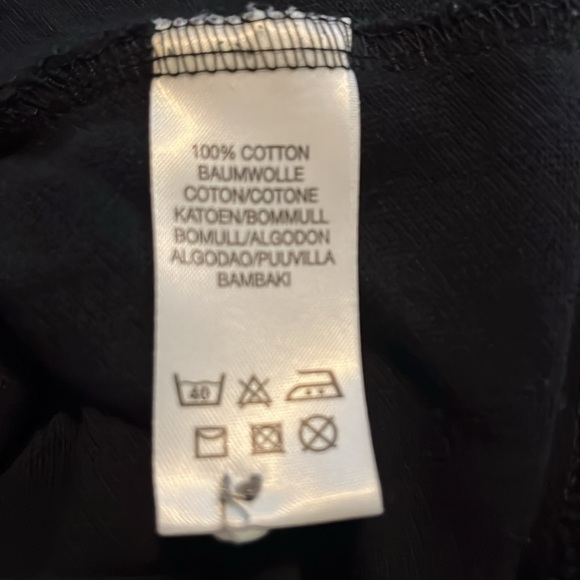 100% COTTON
BAUMWOLLE
COTON/COTONE
KATOEN/BOMMULL
BOMULL/ALGODON
ALGODAO/PUUVILLA
BAMBAKI
40